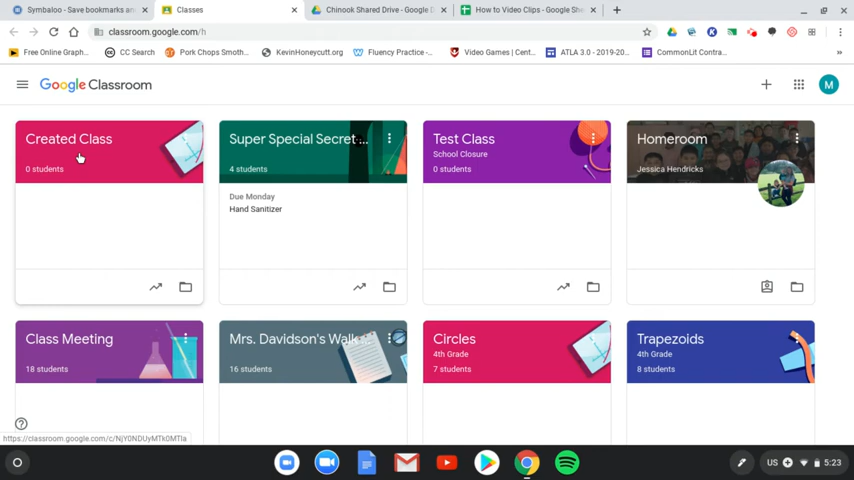 Symbaloo - Save bookmarks an
Classes
Chinook Shared Drive - Google D
How to Video Clips - Google She
classroom.google.com/h
Free Online Graph...
CC Search
Pork Chops Smoth...
KevinHoneycutt.org
Fluency Practice -...
Video Games | Cent...
ATLA 3.0 - 2019-20...
CommonLit Contra...
Google Classroom
M
Created Class
0 students
Super Special Secret ...
4 students
Due Monday
Hand Sanitizer
Test Class
School Closure
0 students
Homeroom
Jessica Hendricks
Class Meeting
18 students
Mrs. Davidson's Walk...
16 students
Circles
4th Grade
7 students
Trapezoids
4th Grade
8 students
https://classroom.google.com/c/NjY0NDUyMTk0MTIa
US
5:23